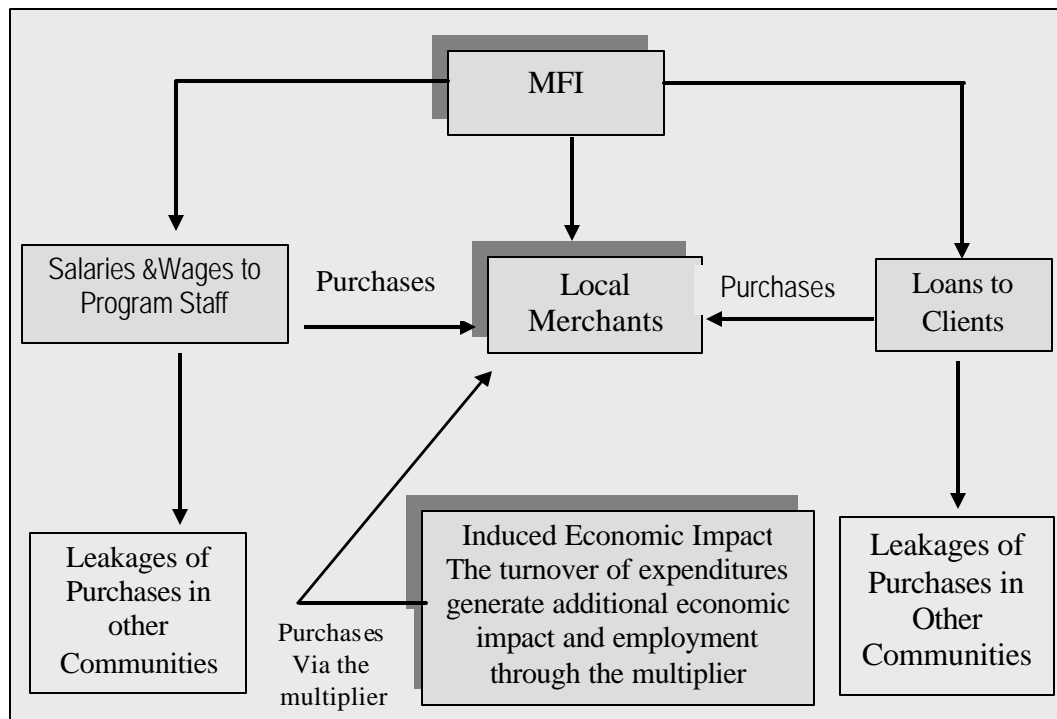 MFI
Salaries &Wages to
Program Staff
Purchases
Local
Merchants
Purchases
Loans to
Clients
Leakages of
Purchases in
other
Communities
Purchases
Via the
multiplier
Induced Economic Impact
The turnover of expenditures
generate additional economic
impact and employment
through the multiplier
Leakages of
Purchases in
Other
Communities